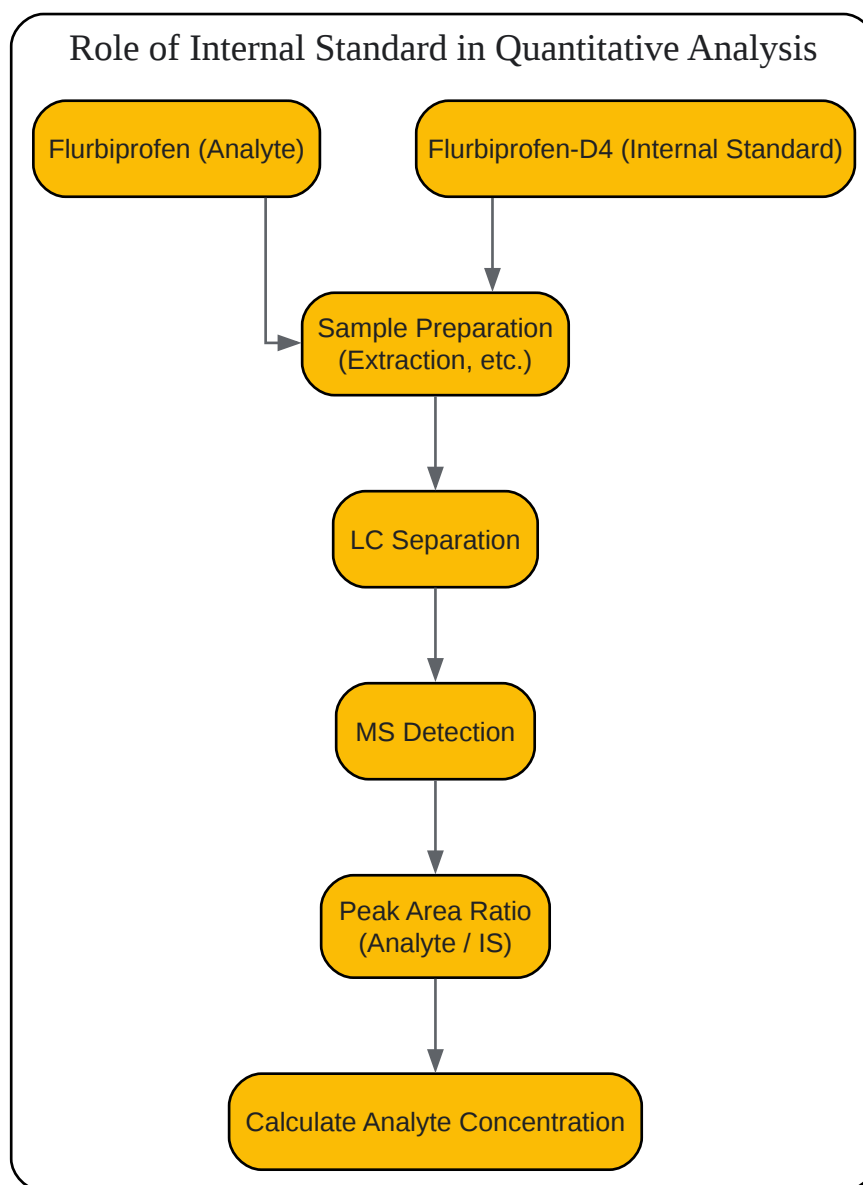 Role of Internal Standard in Quantitative Analysis
Flurbiprofen (Analyte)
Flurbiprofen-D4 (Internal Standard)
Sample Preparation
(Extraction, etc.)
LC Separation
MS Detection
Peak Area Ratio
(Analyte / IS)
Calculate Analyte Concentration